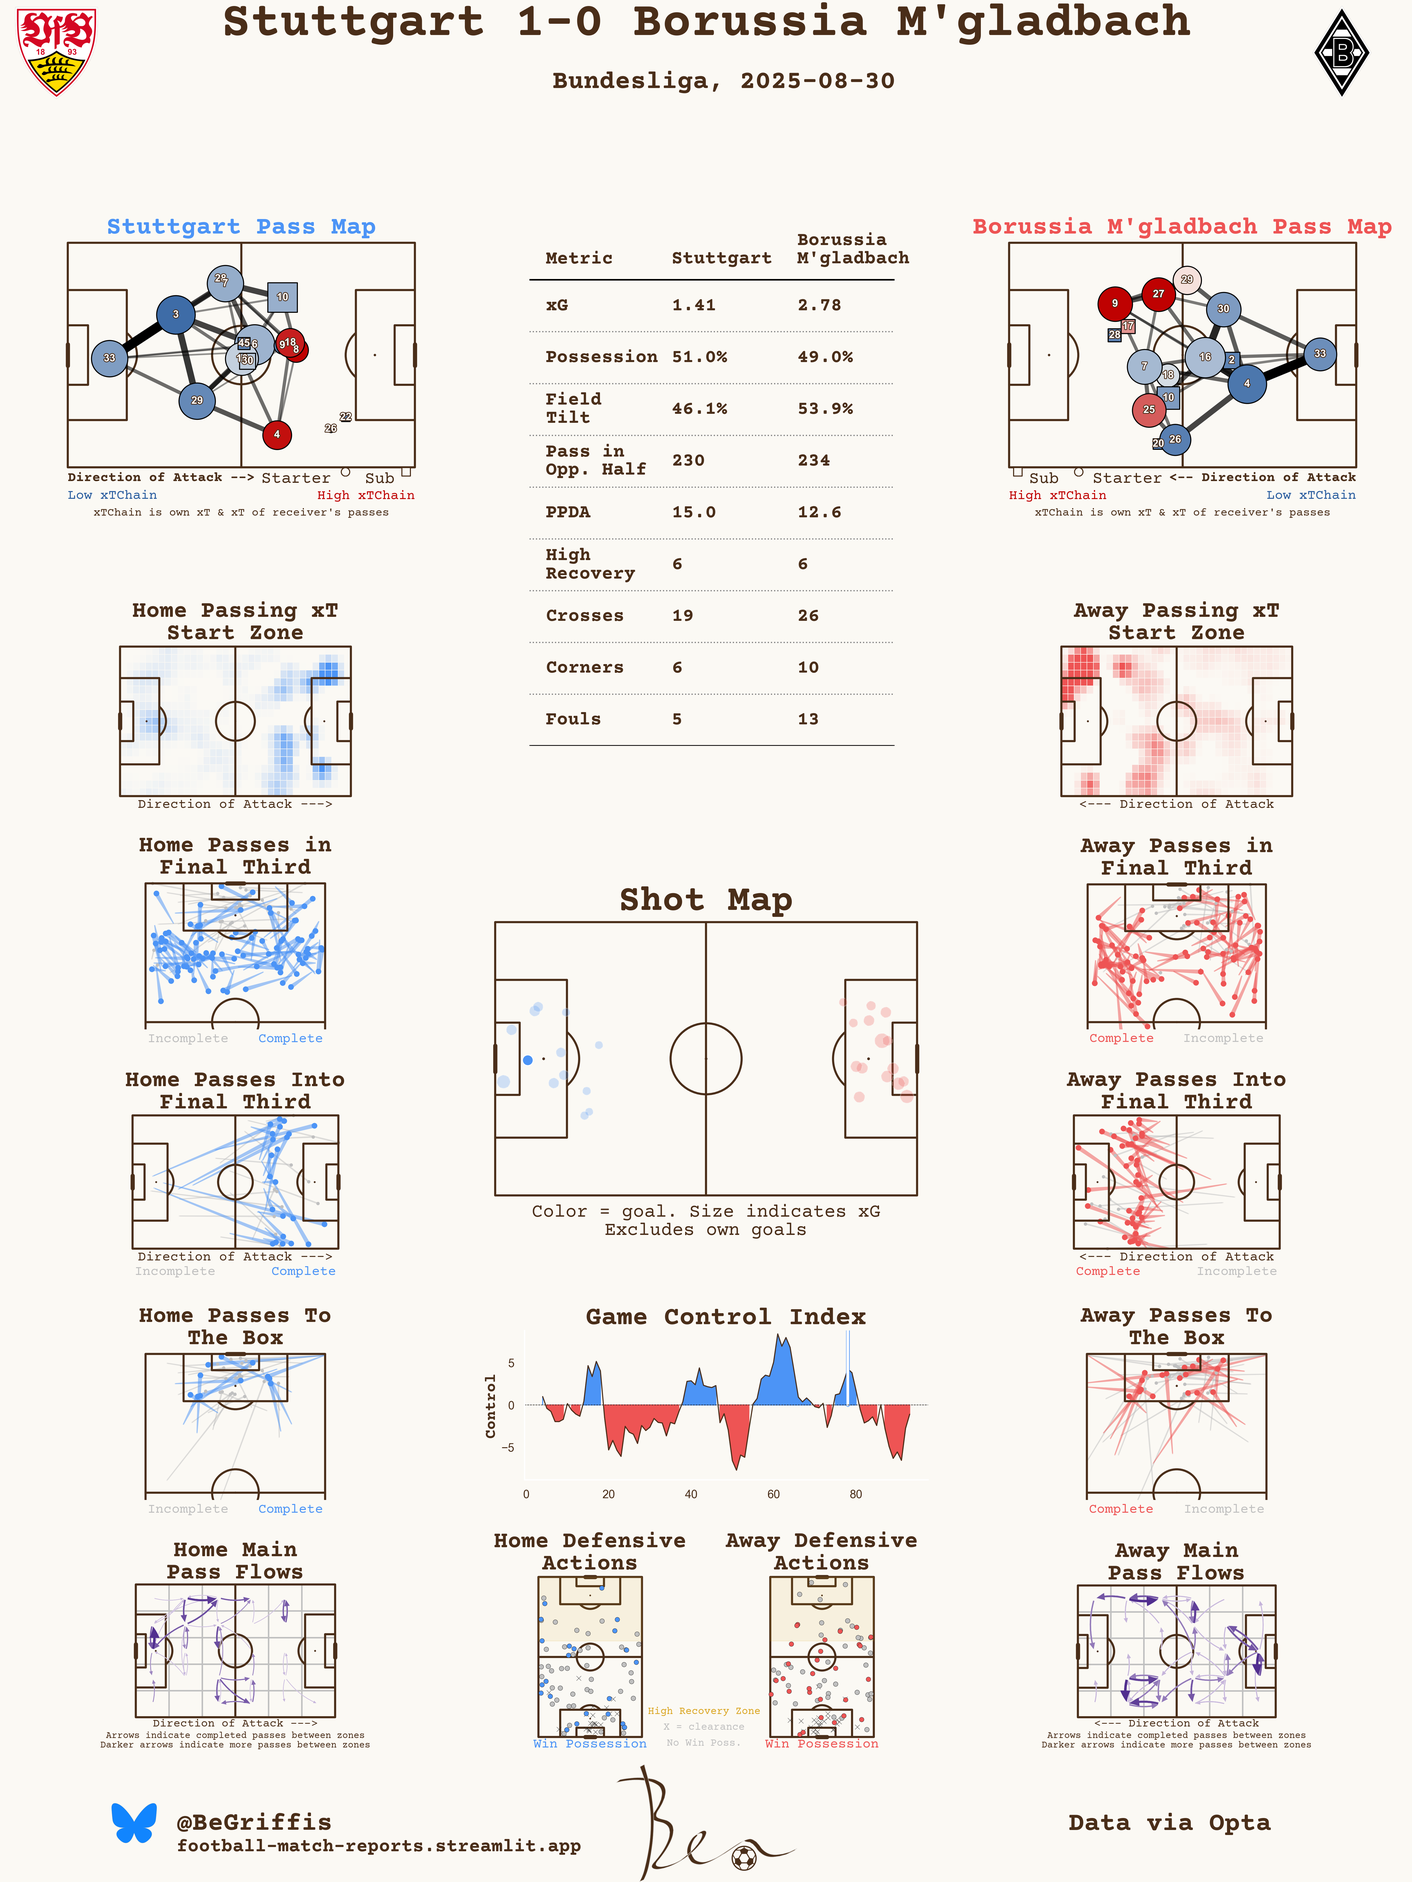 Stuttgart 1-0 Borussia M'gladbach
Bundesliga, 2025-08-30
VfB
18 93
B
Stuttgart Pass Map
33
3
29
28
7
10
45
6
30
9
18
8
4
22
26
Direction of Attack --> Starter Sub
Low xTChain High xTChain
xTChain is own xT & xT of receiver's passes
Metric Stuttgart Borussia M'gladbach
xG 1.41 2.78
Possession 51.0% 49.0%
Field Tilt 46.1% 53.9%
Pass in Opp. Half 230 234
PPDA 15.0 12.6
High Recovery 6 6
Crosses 19 26
Corners 6 10
Fouls 5 13
Borussia M'gladbach Pass Map
29
27
9
30
17
28
16
2
33
7
18
4
10
25
20
26
Sub Starter <-- Direction of Attack
High xTChain Low xTChain
xTChain is own xT & xT of receiver's passes
Home Passing xT
Start Zone
Direction of Attack --->
Away Passing xT
Start Zone
<--- Direction of Attack
Home Passes in
Final Third
Incomplete Complete
Away Passes in
Final Third
Complete Incomplete
Shot Map
Color = goal. Size indicates xG
Excludes own goals
Home Passes Into
Final Third
Direction of Attack --->
Incomplete Complete
Away Passes Into
Final Third
<--- Direction of Attack
Complete Incomplete
Home Passes To
The Box
Incomplete Complete
Game Control Index
Control
5
0
−5
0 20 40 60 80
Away Passes To
The Box
Complete Incomplete
Home Main
Pass Flows
Direction of Attack --->
Arrows indicate completed passes between zones
Darker arrows indicate more passes between zones
Home Defensive
Actions
Win Possession
High Recovery Zone
X = clearance
No Win Poss.
Away Defensive
Actions
Win Possession
Away Main
Pass Flows
<--- Direction of Attack
Arrows indicate completed passes between zones
Darker arrows indicate more passes between zones
@BeGriffis
football-match-reports.streamlit.app
Ben
Data via Opta